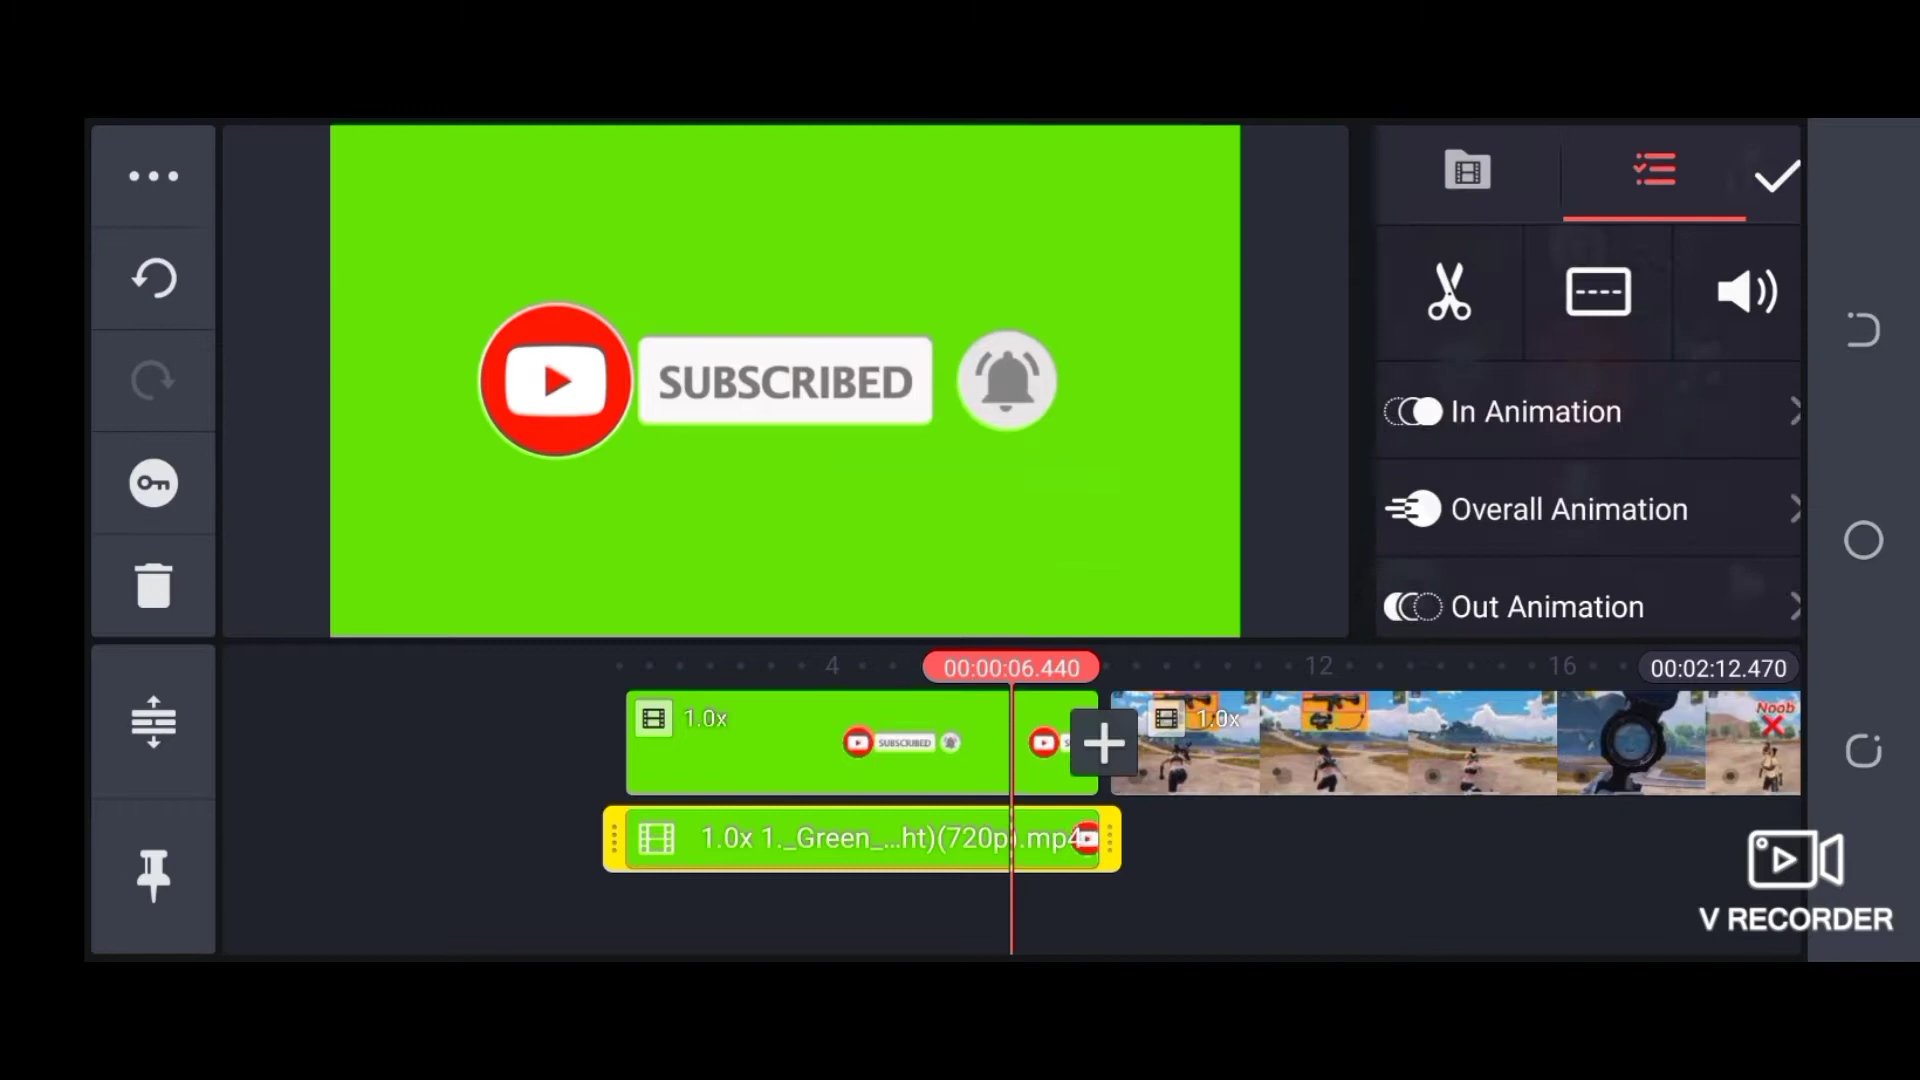 SUBSCRIBED
In Animation
Overall Animation
Out Animation
4
00:00:06.440
12
16
00:02:12.470
1.0x
SUBSCRIBED
1.0x
Noob
1.0x 1._Green_...ht)(720p).mp4
V RECORDER